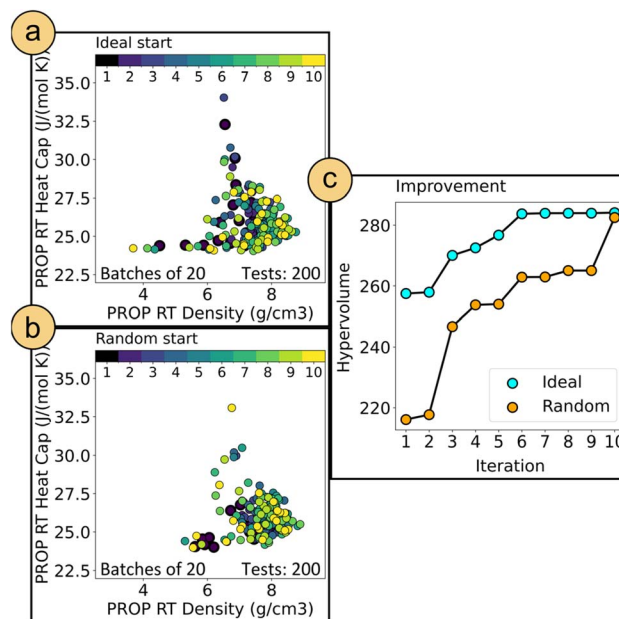 a
Ideal start
1 2 3 4 5 6 7 8 9 10
PROP RT Heat Cap (J/(mol K))
35.0
32.5
30.0
27.5
25.0
22.5
Batches of 20 Tests: 200
4 6 8
PROP RT Density (g/cm3)
b
Random start
1 2 3 4 5 6 7 8 9 10
PROP RT Heat Cap (J/(mol K))
35.0
32.5
30.0
27.5
25.0
22.5
Batches of 20 Tests: 200
4 6 8
PROP RT Density (g/cm3)
c
Improvement
Hypervolume
280
260
240
220
Ideal
Random
1 2 3 4 5 6 7 8 9 10
Iteration